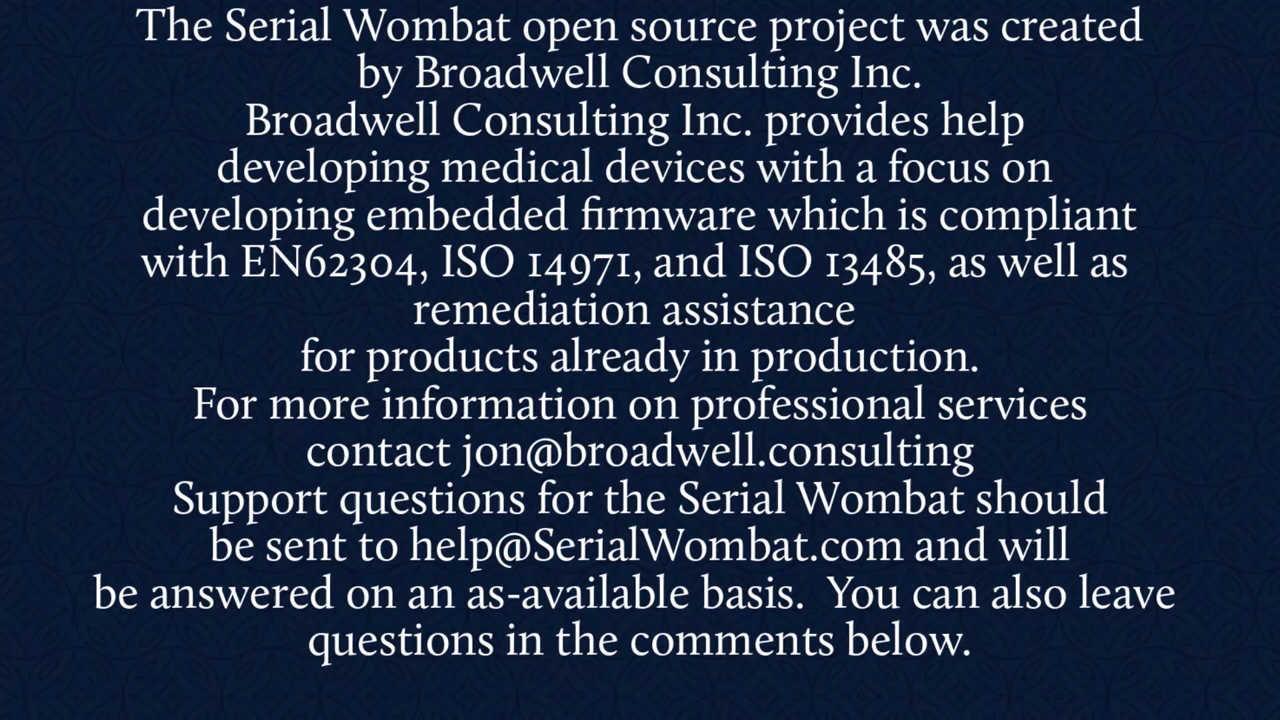 The Serial Wombat open source project was created
by Broadwell Consulting Inc.
Broadwell Consulting Inc. provides help
developing medical devices with a focus on
developing embedded firmware which is compliant
with EN62304, ISO 14971, and ISO 13485, as well as
remediation assistance
for products already in production.
For more information on professional services
contact jon@broadwell.consulting
Support questions for the Serial Wombat should
be sent to help@SerialWombat.com and will
be answered on an as-available basis.  You can also leave
questions in the comments below.